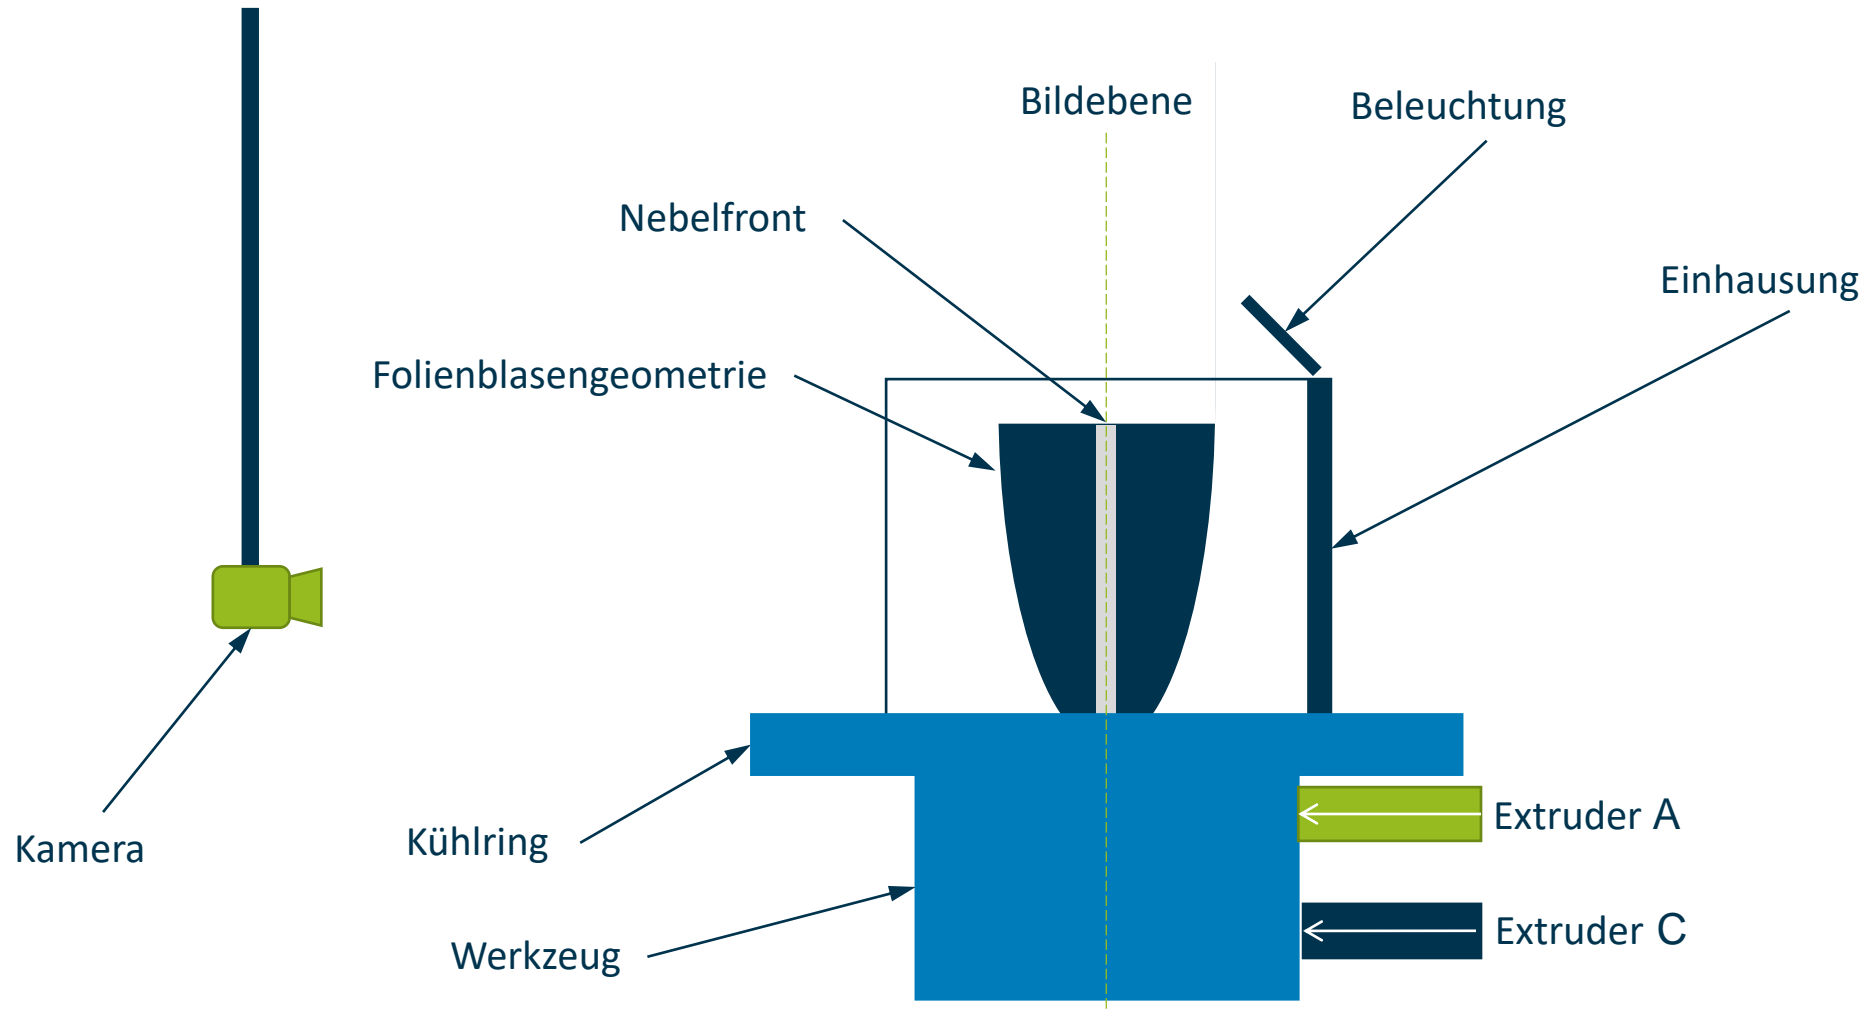 Bildebene
Beleuchtung
Nebelfront
Einhausung
Folienblasengeometrie
Extruder A
Kühlring
Kamera
Extruder C
Werkzeug